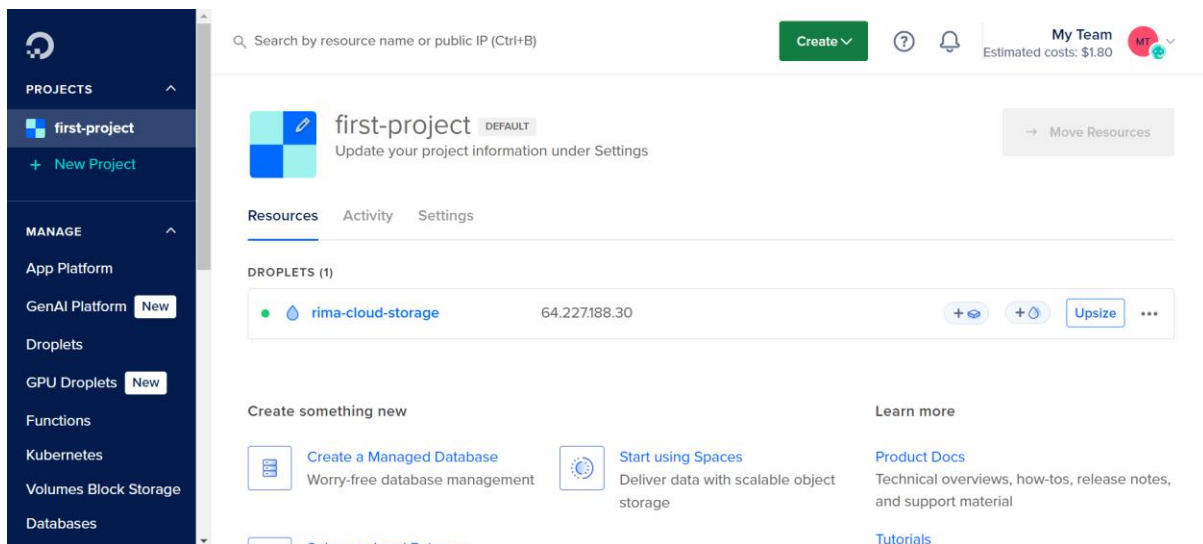 Search by resource name or public IP (Ctrl+B)
Create
My Team
Estimated costs: $1.80
MT
PROJECTS
first-project
+ New Project
MANAGE
App Platform
GenAI Platform New
Droplets
GPU Droplets New
Functions
Kubernetes
Volumes Block Storage
Databases
first-project DEFAULT
Update your project information under Settings
→ Move Resources
Resources Activity Settings
DROPLETS (1)
rima-cloud-storage 64.227.188.30 + + Upsize ...
Create something new
Create a Managed Database
Worry-free database management
Start using Spaces
Deliver data with scalable object
storage
Learn more
Product Docs
Technical overviews, how-tos, release notes,
and support material
Tutorials